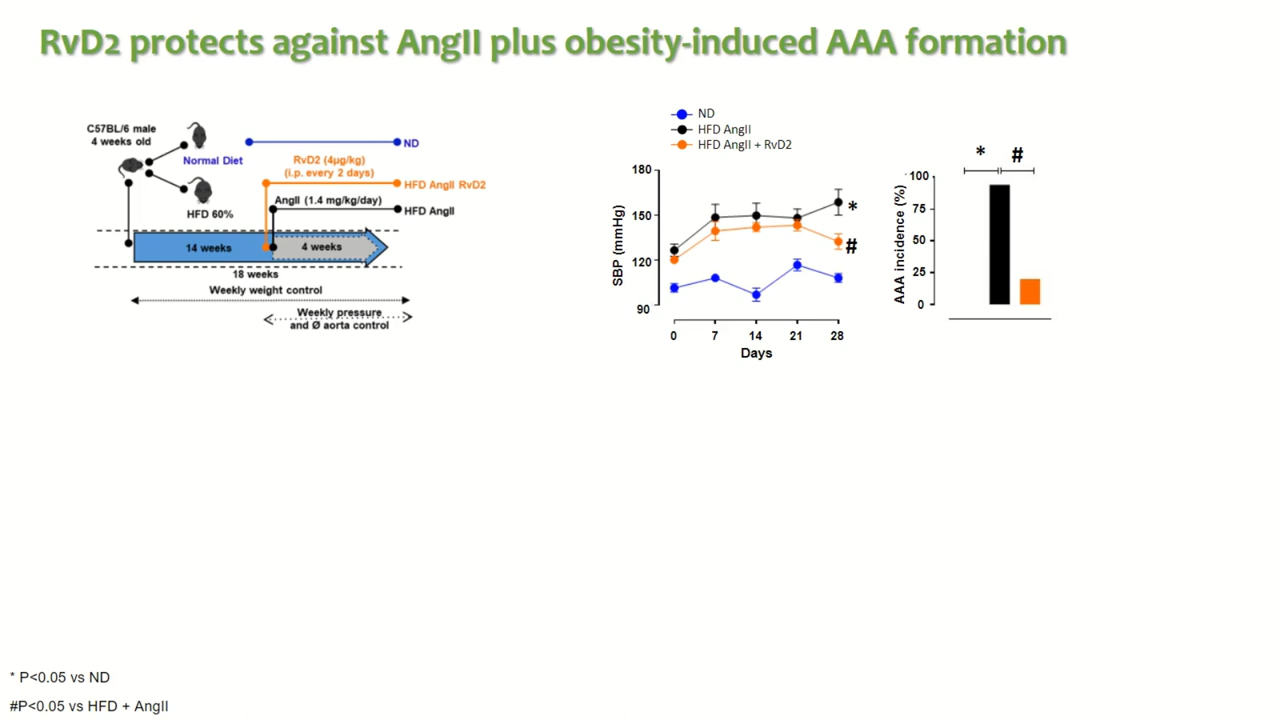 RvD2 protects against AngII plus obesity-induced AAA formation
C57BL/6 male
4 weeks old
Normal Diet
HFD 60%
ND
RvD2 (4µg/kg)
(i.p. every 2 days)
HFD AngII RvD2
AngII (1.4 mg/kg/day)
HFD AngII
14 weeks
4 weeks
18 weeks
Weekly weight control
Weekly pressure
and Ø aorta control
ND
HFD AngII
HFD AngII + RvD2
SBP (mmHg)
180
150
120
90
*
#
0 7 14 21 28
Days
* #
AAA incidence (%)
100
75
50
25
0
* P<0.05 vs ND
#P<0.05 vs HFD + AngII